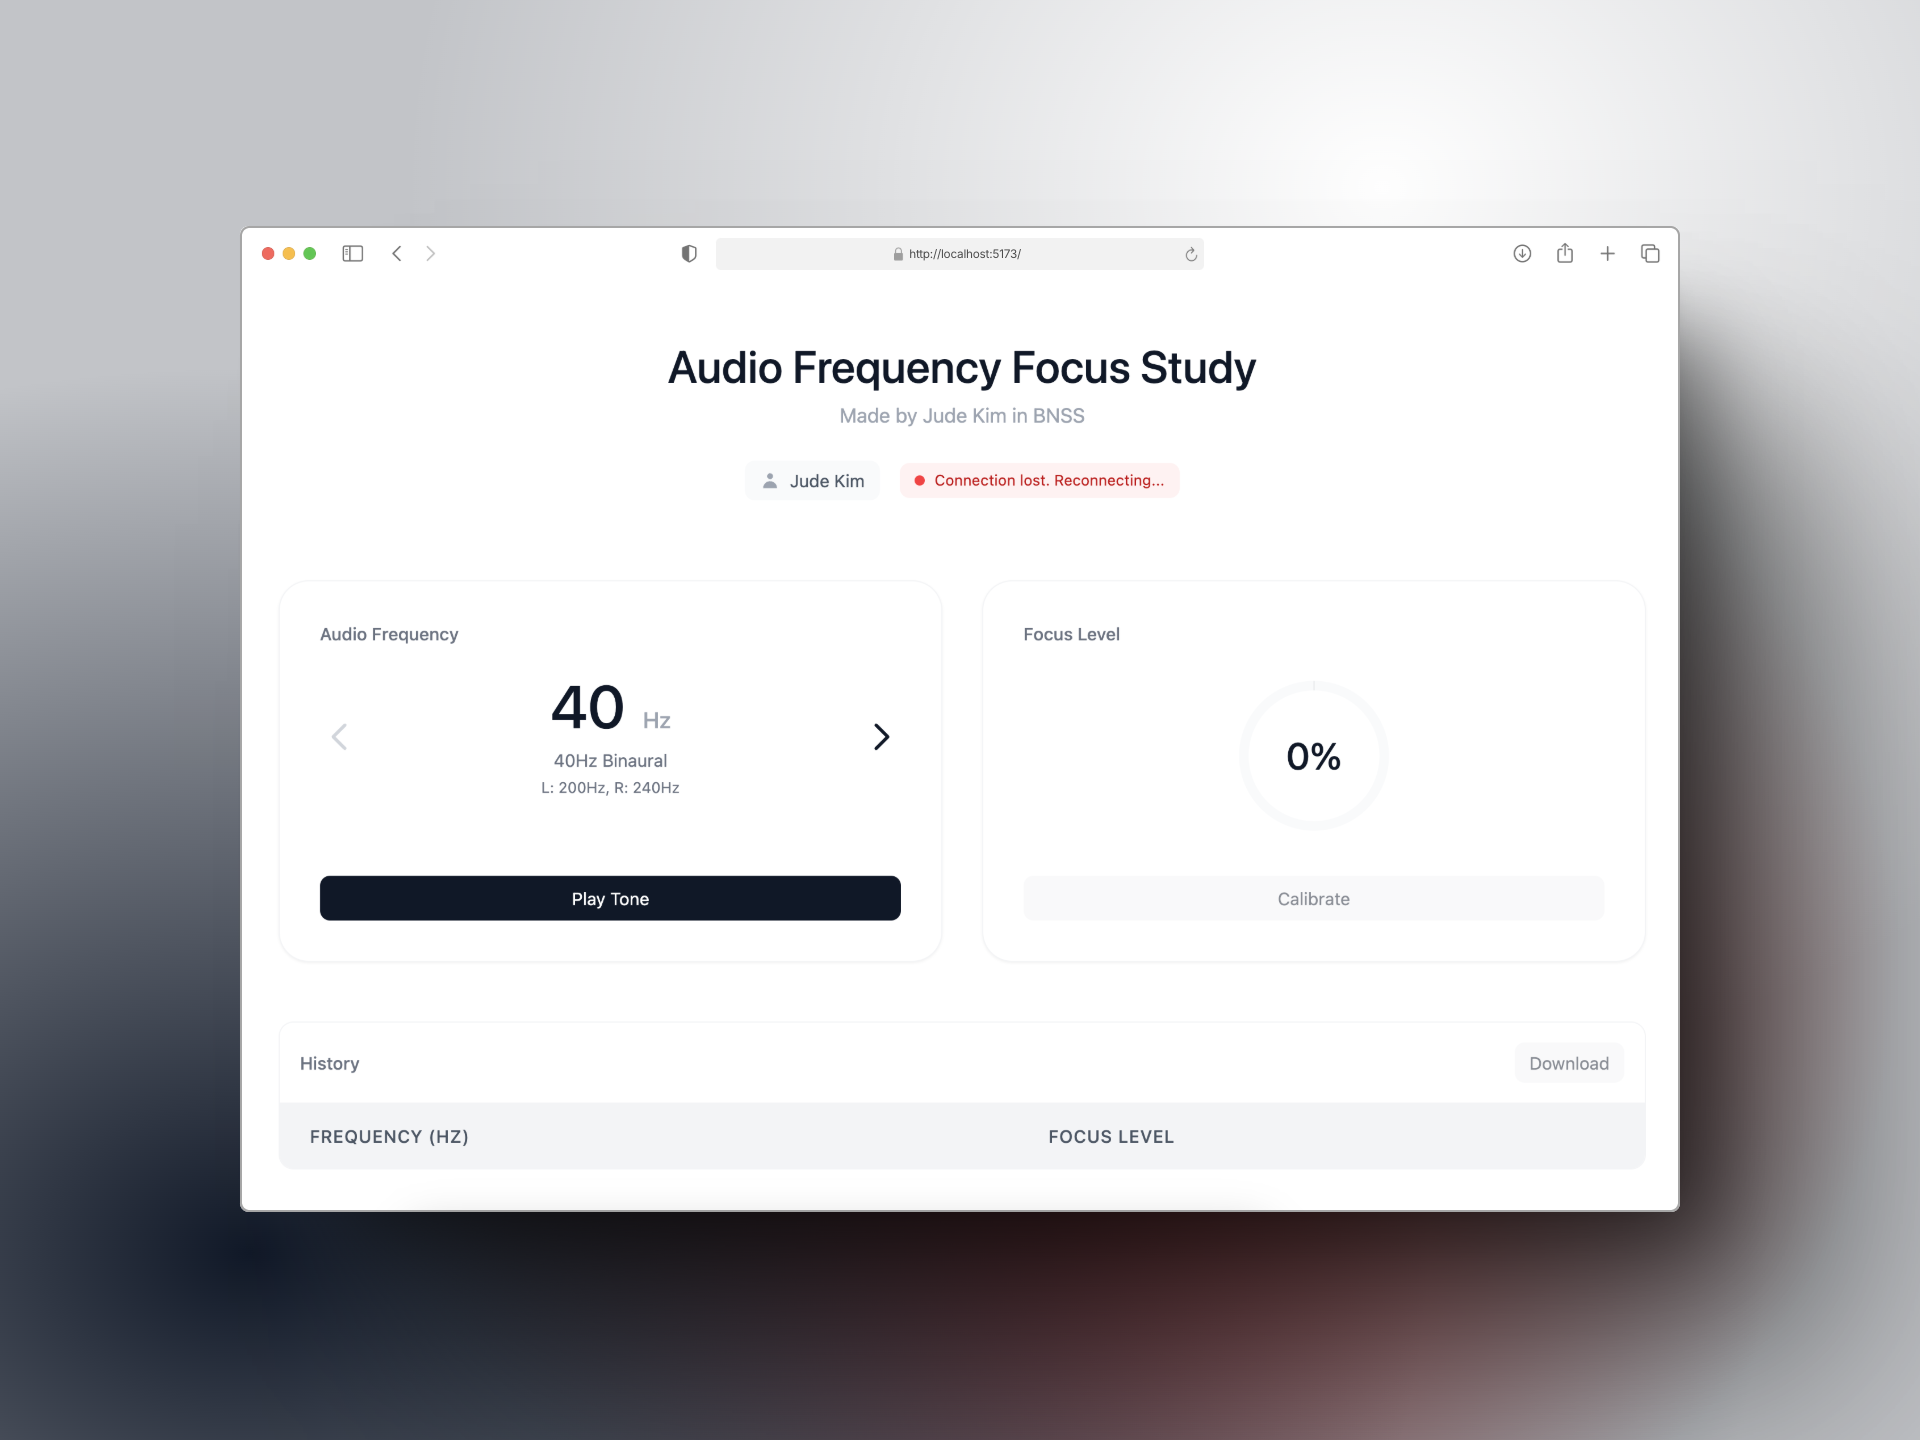 http://localhost:5173/
Audio Frequency Focus Study
Made by Jude Kim in BNSS
Jude Kim
Connection lost. Reconnecting...
Audio Frequency
40 Hz
40Hz Binaural
L: 200Hz, R: 240Hz
Play Tone
Focus Level
0%
Calibrate
History
Download
FREQUENCY (HZ)
FOCUS LEVEL